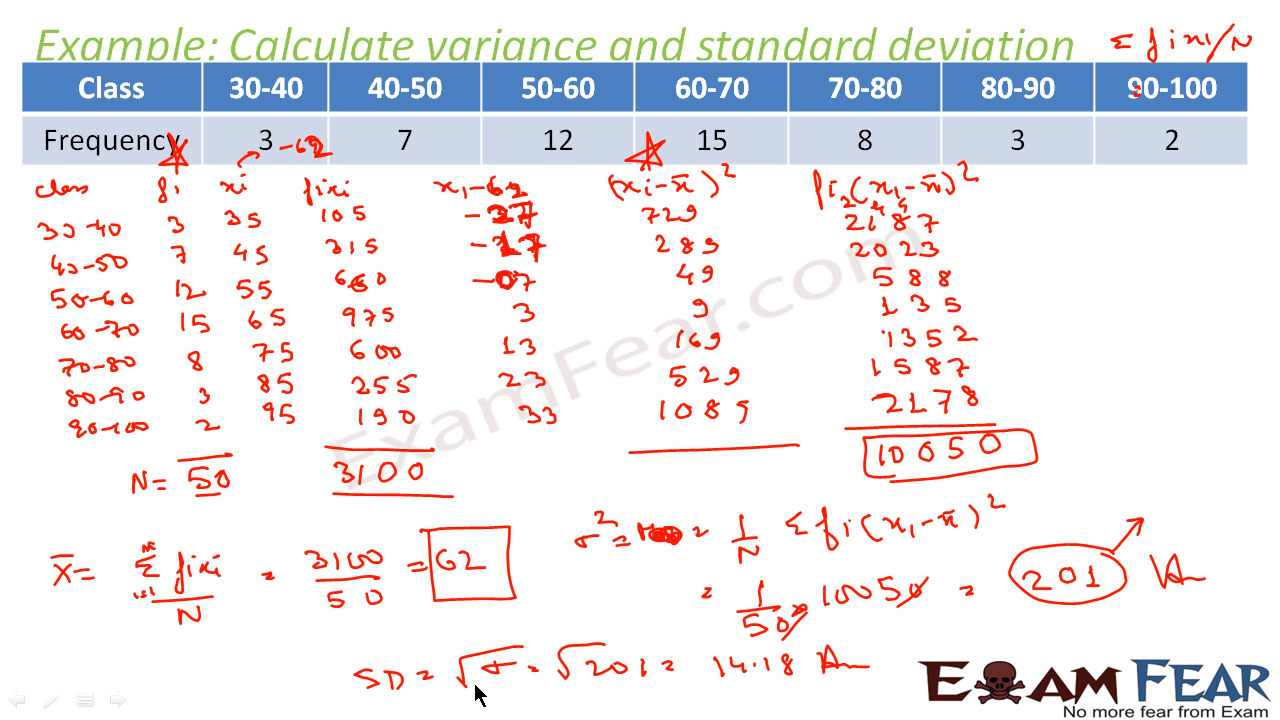 Example: Calculate variance and standard deviation Σfixi/N
Class 30-40 40-50 50-60 60-70 70-80 80-90 90-100
Frequency 3 7 12 15 8 3 2
-62
class fi xi fixi xi-62 (xi-x̄)² fi(xi-x̄)²
30-40 3 35 105 -27 729 2187
40-50 7 45 315 -17 289 2023
50-60 12 55 660 -07 49 588
60-70 15 65 975 3 9 135
70-80 8 75 600 13 169 1352
80-90 3 85 255 23 529 1587
90-100 2 95 190 33 1089 2178
N= 50 3100 10050
X̄= Σfixi/N = 3100/50 = 62
σ²= = 1/N Σfi(xi-x̄)²
= 1/50 × 10050 = 201
SD = √σ = √201 = 14.18
ExamFear.com
EXAM FEAR
No more fear from Exam